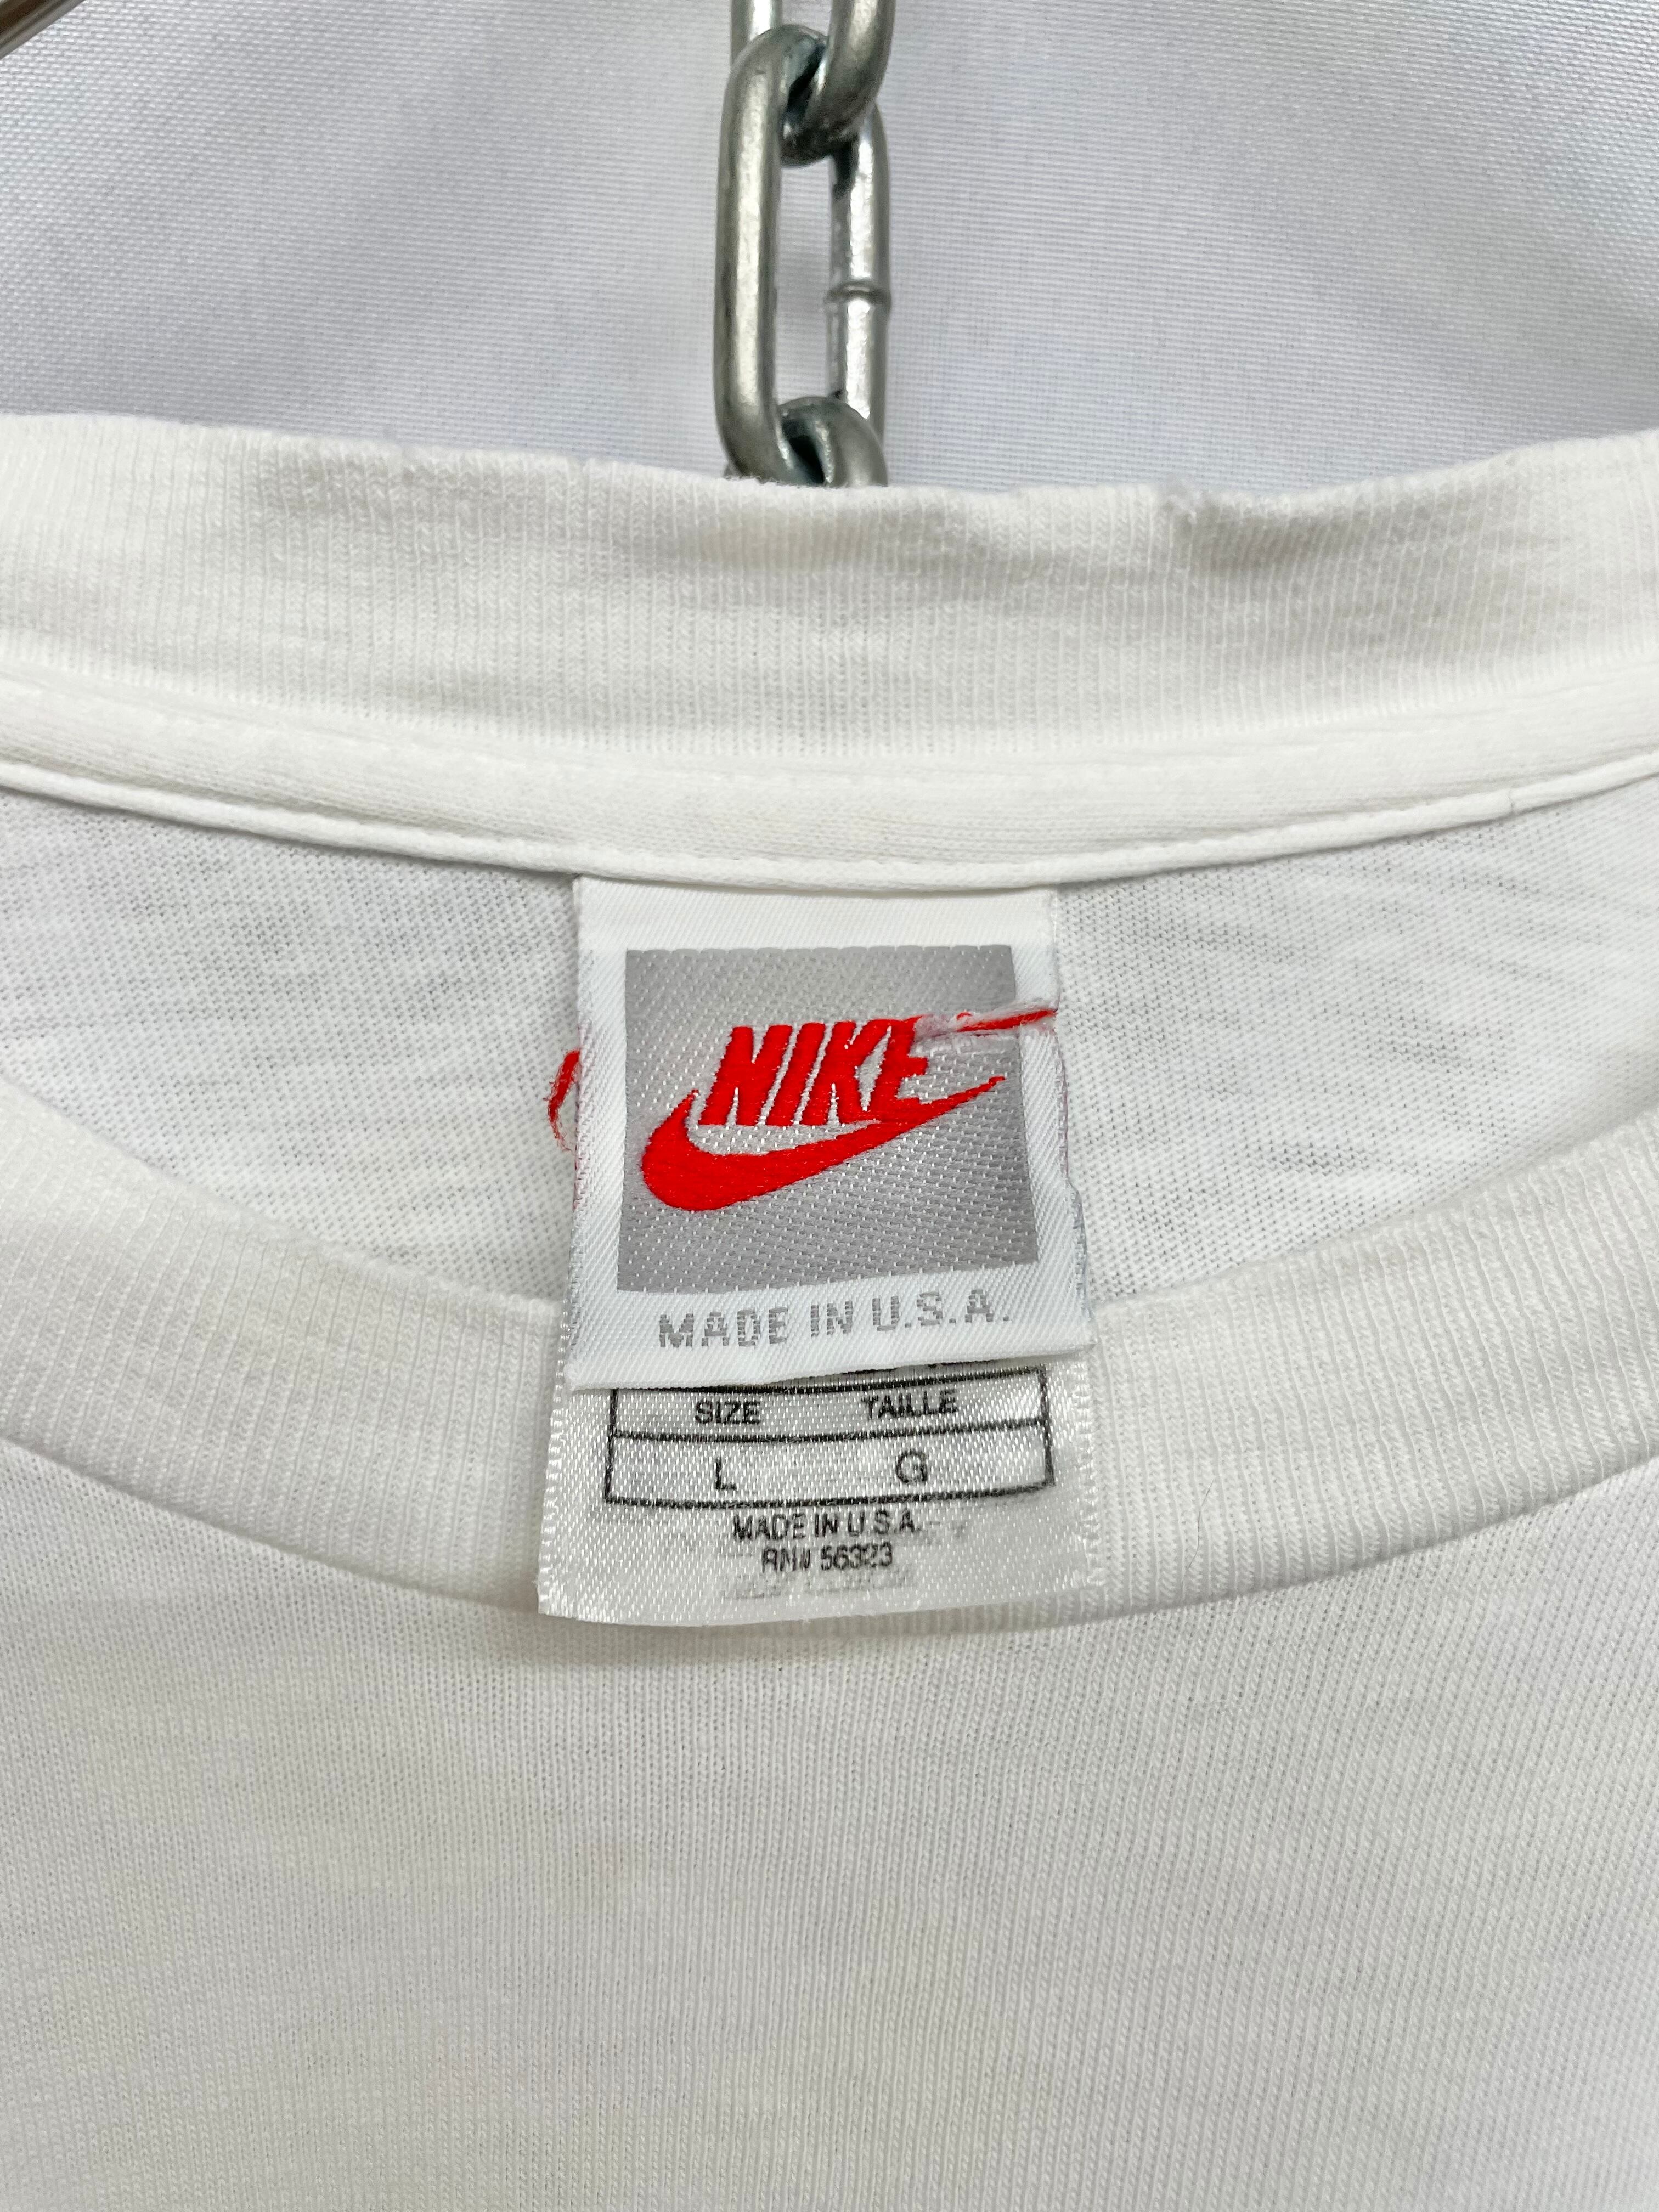 NIKE
MADE IN U.S.A.
SIZE TAILLE
L G
MADE IN U.S.A.
RN# 56323